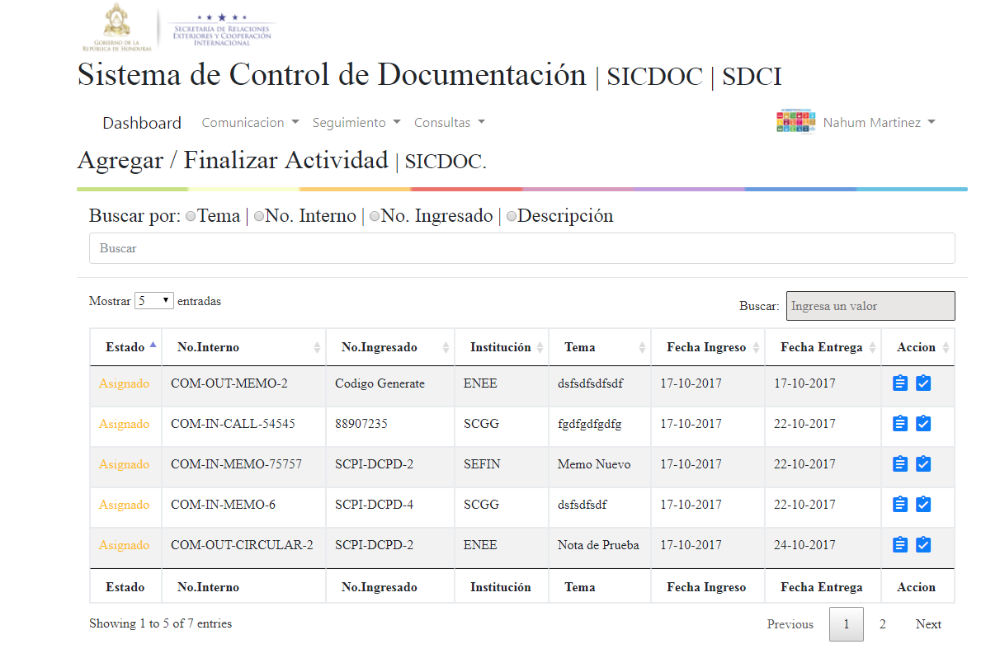 GOBIERNO DE LA
REPÚBLICA DE HONDURAS
SECRETARÍA DE RELACIONES
EXTERIORES Y COOPERACIÓN
INTERNACIONAL
Sistema de Control de Documentación | SICDOC | SDCI
Dashboard Comunicacion Seguimiento Consultas Nahum Martinez
Agregar / Finalizar Actividad | SICDOC.
Buscar por: Tema | No. Interno | No. Ingresado | Descripción
Buscar
Mostrar 5 entradas
Buscar: Ingresa un valor
Estado No.Interno No.Ingresado Institución Tema Fecha Ingreso Fecha Entrega Accion
Asignado COM-OUT-MEMO-2 Codigo Generate ENEE dsfsdfsdfsdf 17-10-2017 17-10-2017
Asignado COM-IN-CALL-54545 88907235 SCGG fgdfgdfgdfg 17-10-2017 22-10-2017
Asignado COM-IN-MEMO-75757 SCPI-DCPD-2 SEFIN Memo Nuevo 17-10-2017 22-10-2017
Asignado COM-IN-MEMO-6 SCPI-DCPD-4 SCGG dsfsdfsdf 17-10-2017 22-10-2017
Asignado COM-OUT-CIRCULAR-2 SCPI-DCPD-2 ENEE Nota de Prueba 17-10-2017 24-10-2017
Estado No.Interno No.Ingresado Institución Tema Fecha Ingreso Fecha Entrega Accion
Showing 1 to 5 of 7 entries
Previous 1 2 Next